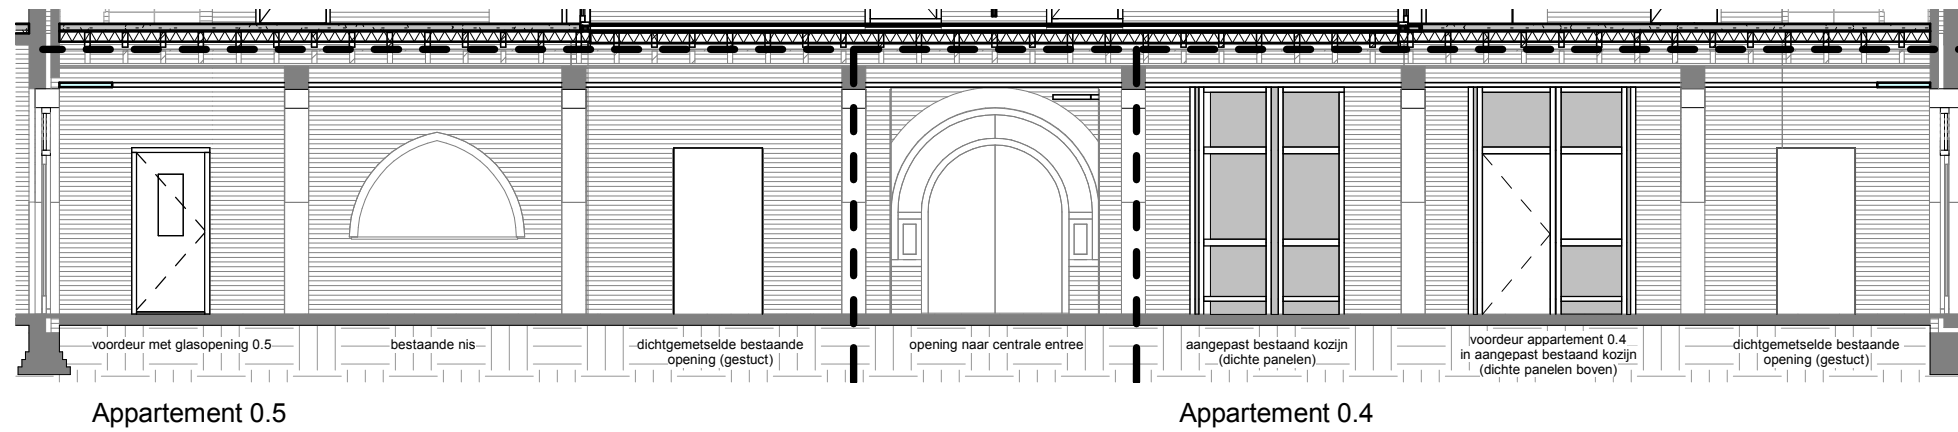 voordeur met glasopening 0.5
bestaande nis
dichtgemetselde bestaande
opening (gestuct)
opening naar centrale entree
aangepast bestaand kozijn
(dichte panelen)
voordeur appartement 0.4
in aangepast bestaand kozijn
(dichte panelen boven)
dichtgemetselde bestaande
opening (gestuct)
Appartement 0.5
Appartement 0.4